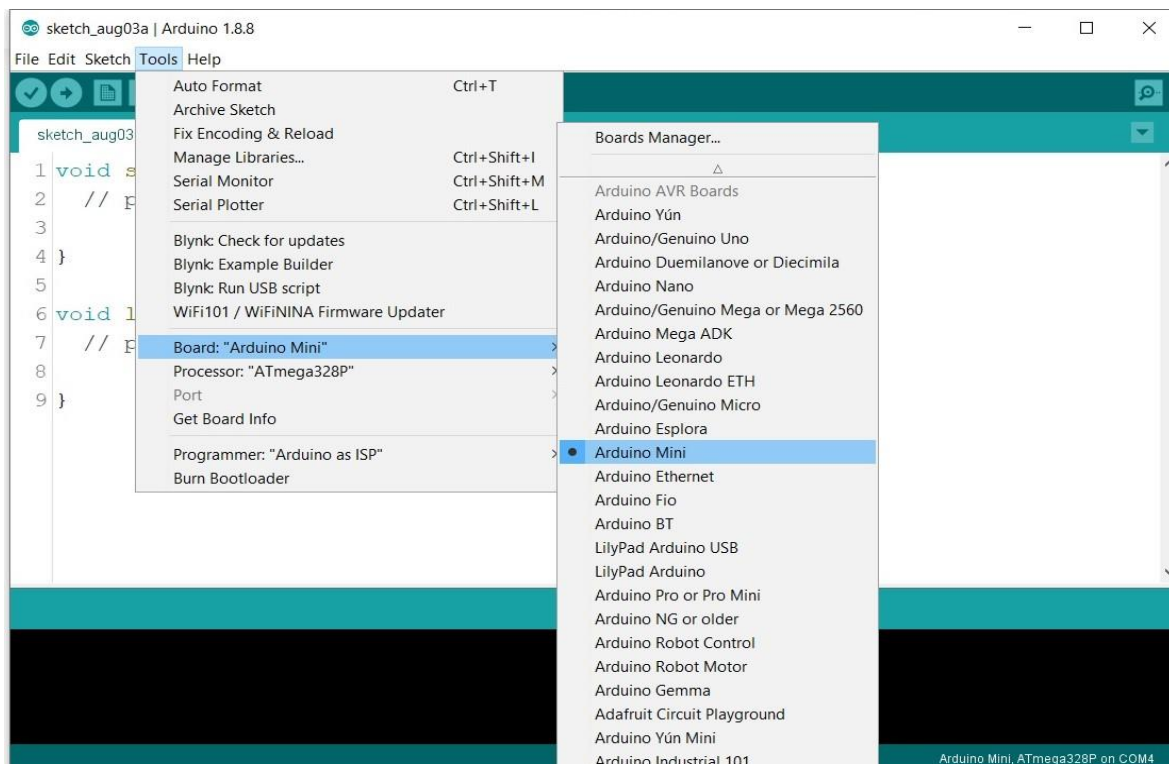 sketch_aug03a | Arduino 1.8.8
File Edit Sketch Tools Help
sketch_aug03
1 void s
2 // p
3
4 }
5
6 void l
7 // p
8
9 }
Auto Format Ctrl+T
Archive Sketch
Fix Encoding & Reload
Manage Libraries... Ctrl+Shift+I
Serial Monitor Ctrl+Shift+M
Serial Plotter Ctrl+Shift+L
Blynk: Check for updates
Blynk: Example Builder
Blynk: Run USB script
WiFi101 / WiFiNINA Firmware Updater
Board: "Arduino Mini"
Processor: "ATmega328P"
Port
Get Board Info
Programmer: "Arduino as ISP"
Burn Bootloader
Boards Manager...
Arduino AVR Boards
Arduino Yún
Arduino/Genuino Uno
Arduino Duemilanove or Diecimila
Arduino Nano
Arduino/Genuino Mega or Mega 2560
Arduino Mega ADK
Arduino Leonardo
Arduino Leonardo ETH
Arduino/Genuino Micro
Arduino Esplora
Arduino Mini
Arduino Ethernet
Arduino Fio
Arduino BT
LilyPad Arduino USB
LilyPad Arduino
Arduino Pro or Pro Mini
Arduino NG or older
Arduino Robot Control
Arduino Robot Motor
Arduino Gemma
Adafruit Circuit Playground
Arduino Yún Mini
Arduino Industrial 101
Arduino Mini, ATmega328P on COM4